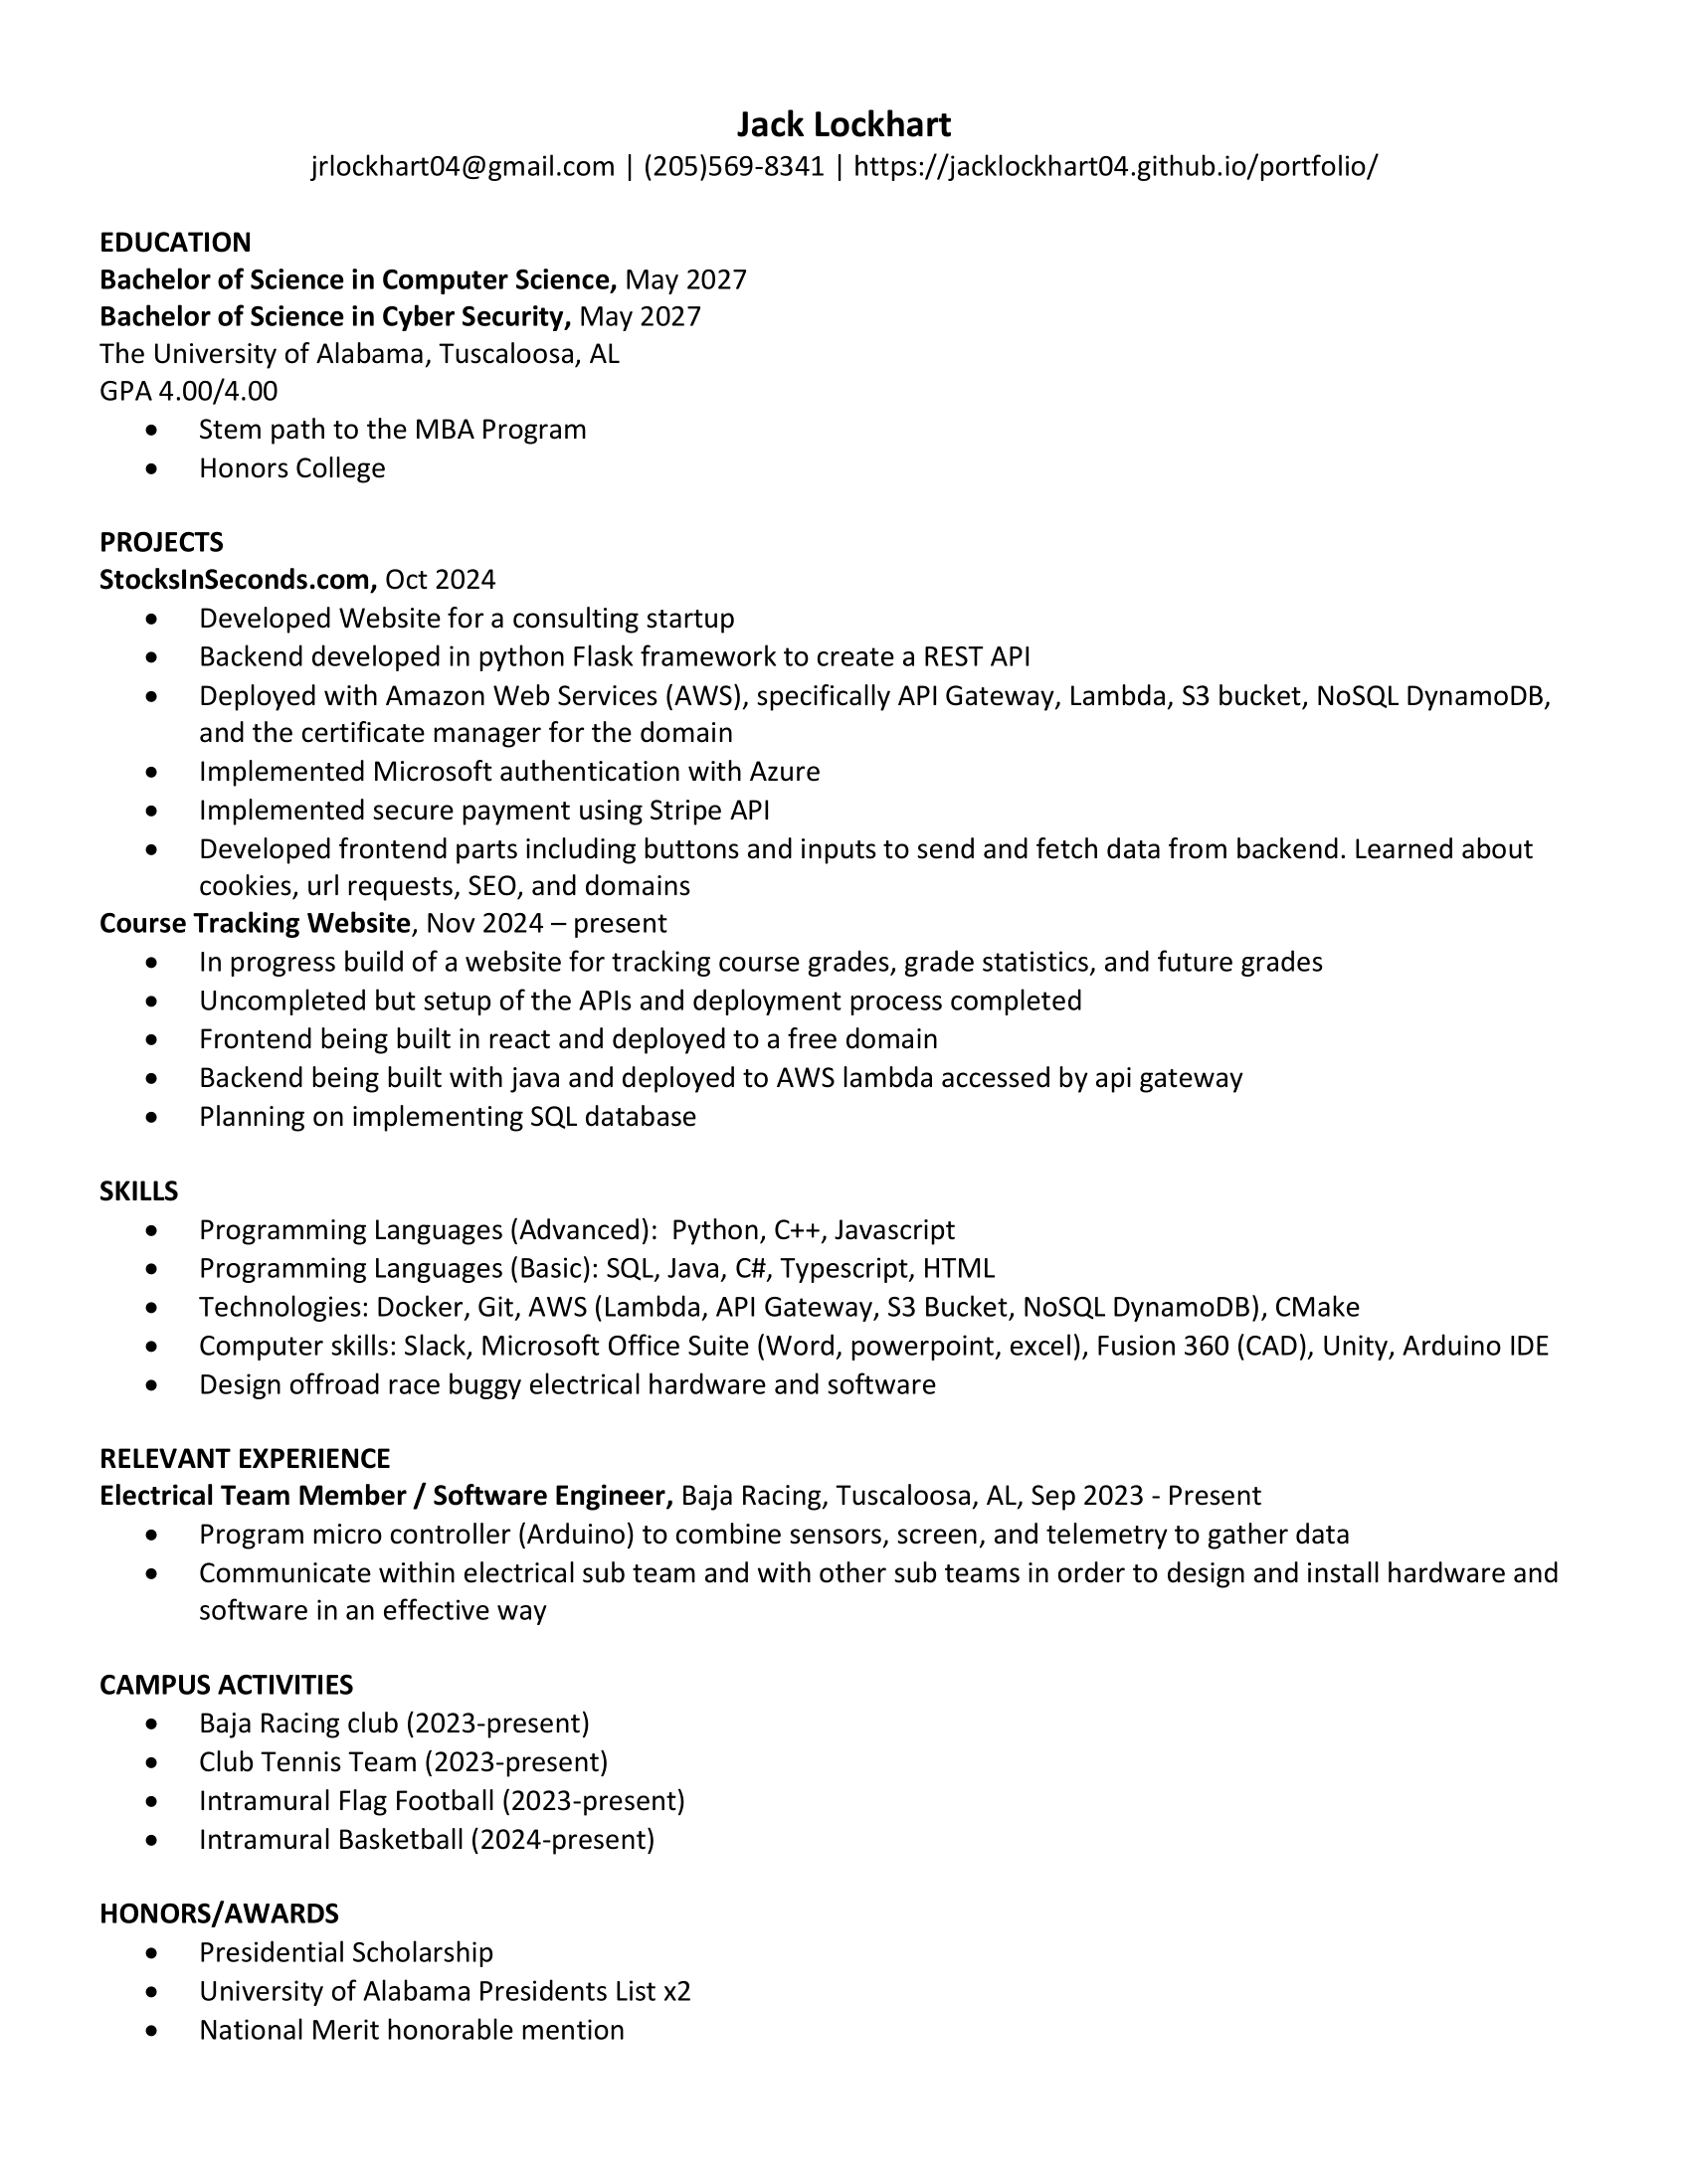 Jack Lockhart
jrlockhart04@gmail.com | (205)569-8341 | https://jacklockhart04.github.io/portfolio/
EDUCATION
Bachelor of Science in Computer Science, May 2027
Bachelor of Science in Cyber Security, May 2027
The University of Alabama, Tuscaloosa, AL
GPA 4.00/4.00
• Stem path to the MBA Program
• Honors College
PROJECTS
StocksInSeconds.com, Oct 2024
• Developed Website for a consulting startup
• Backend developed in python Flask framework to create a REST API
• Deployed with Amazon Web Services (AWS), specifically API Gateway, Lambda, S3 bucket, NoSQL DynamoDB,
and the certificate manager for the domain
• Implemented Microsoft authentication with Azure
• Implemented secure payment using Stripe API
• Developed frontend parts including buttons and inputs to send and fetch data from backend. Learned about
cookies, url requests, SEO, and domains
Course Tracking Website, Nov 2024 – present
• In progress build of a website for tracking course grades, grade statistics, and future grades
• Uncompleted but setup of the APIs and deployment process completed
• Frontend being built in react and deployed to a free domain
• Backend being built with java and deployed to AWS lambda accessed by api gateway
• Planning on implementing SQL database
SKILLS
• Programming Languages (Advanced):  Python, C++, Javascript
• Programming Languages (Basic): SQL, Java, C#, Typescript, HTML
• Technologies: Docker, Git, AWS (Lambda, API Gateway, S3 Bucket, NoSQL DynamoDB), CMake
• Computer skills: Slack, Microsoft Office Suite (Word, powerpoint, excel), Fusion 360 (CAD), Unity, Arduino IDE
• Design offroad race buggy electrical hardware and software
RELEVANT EXPERIENCE
Electrical Team Member / Software Engineer, Baja Racing, Tuscaloosa, AL, Sep 2023 - Present
• Program micro controller (Arduino) to combine sensors, screen, and telemetry to gather data
• Communicate within electrical sub team and with other sub teams in order to design and install hardware and
software in an effective way
CAMPUS ACTIVITIES
• Baja Racing club (2023-present)
• Club Tennis Team (2023-present)
• Intramural Flag Football (2023-present)
• Intramural Basketball (2024-present)
HONORS/AWARDS
• Presidential Scholarship
• University of Alabama Presidents List x2
• National Merit honorable mention